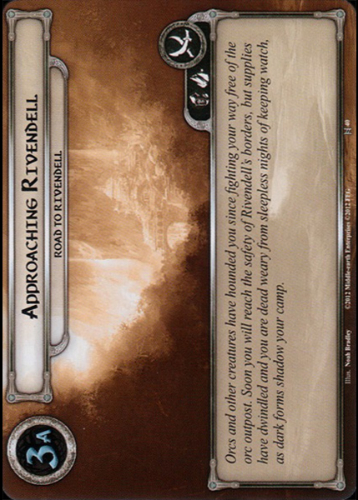 3A
APPROACHING RIVENDELL
ROAD TO RIVENDELL
Orcs and other creatures have hounded you since fighting your way free of the
orc outpost. Soon you will reach the safety of Rivendell's borders, but supplies
have dwindled and you are dead weary from sleepless nights of keeping watch,
as dark forms shadow your camp.
Illus. Noah Bradley ©2012 Middle-earth Enterprises ©2012 FFG 40